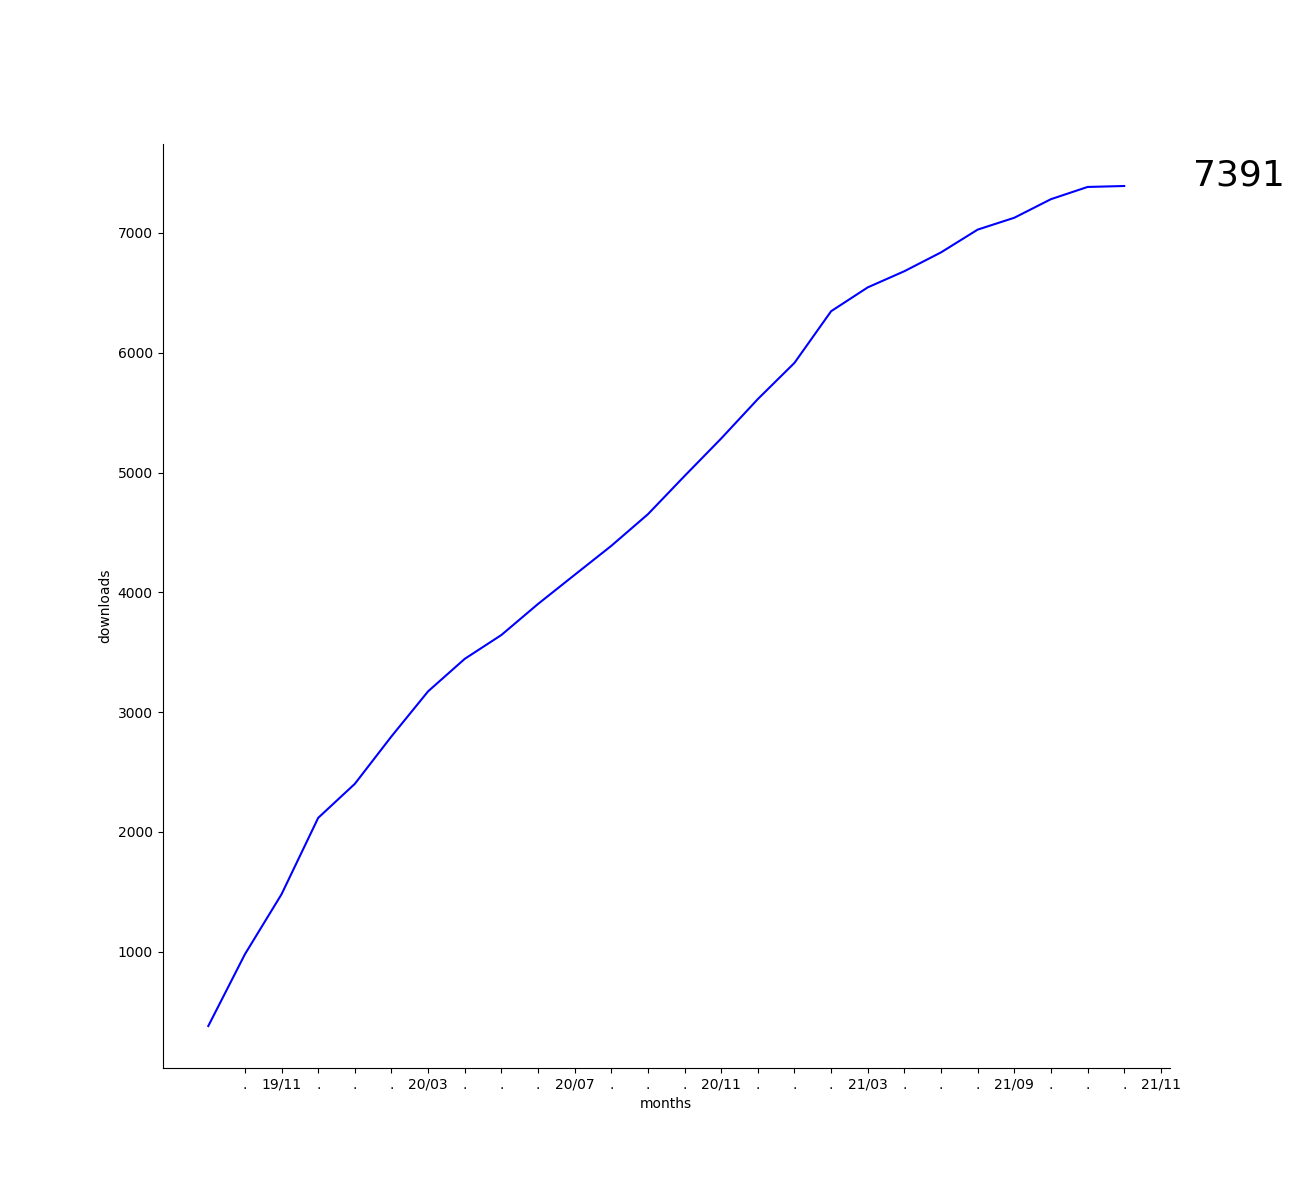 7391
7000
6000
5000
4000
3000
2000
1000
downloads
. 19/11 . . . 20/03 . . . 20/07 . . . 20/11 . . . 21/03 . . . 21/09 . . . 21/11
months